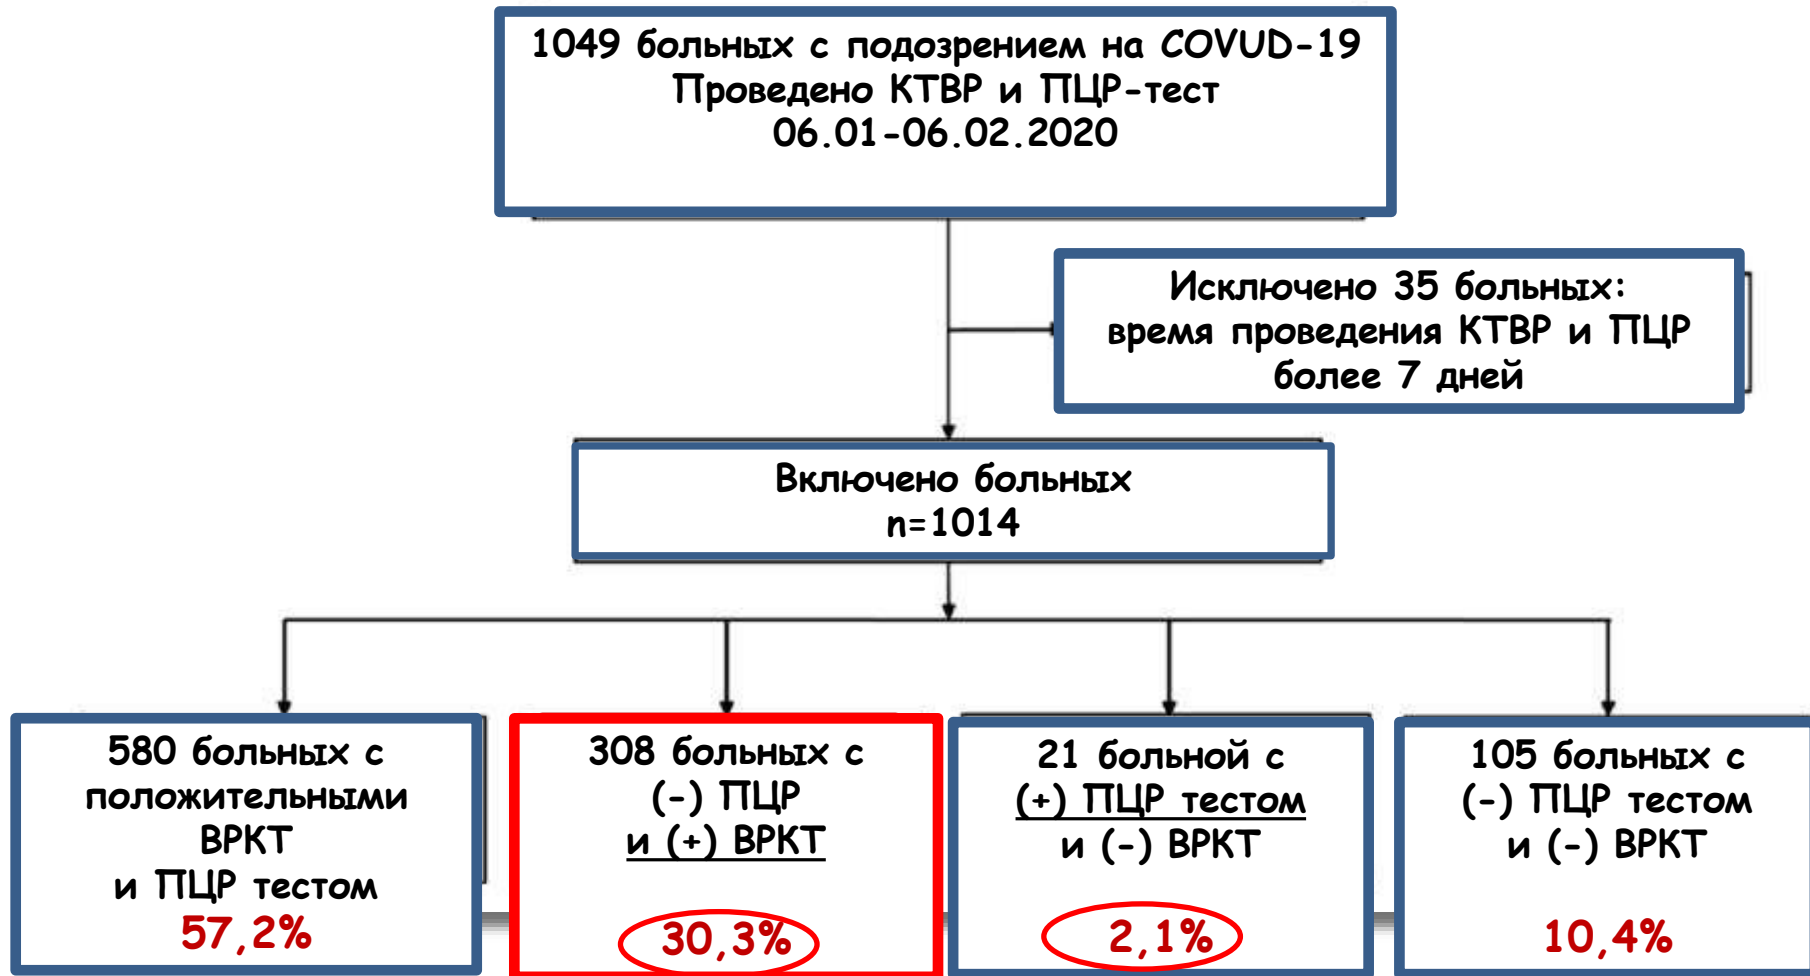 1049 больных с подозрением на COVUD-19
Проведено КТВР и ПЦР-тест
06.01-06.02.2020
Исключено 35 больных:
время проведения КТВР и ПЦР
более 7 дней
Включено больных
n=1014
580 больных с
положительными
ВРКТ
и ПЦР тестом
57,2%
308 больных с
(-) ПЦР
и (+) ВРКТ
30,3%
21 больной с
(+) ПЦР тестом
и (-) ВРКТ
2,1%
105 больных с
(-) ПЦР тестом
и (-) ВРКТ
10,4%